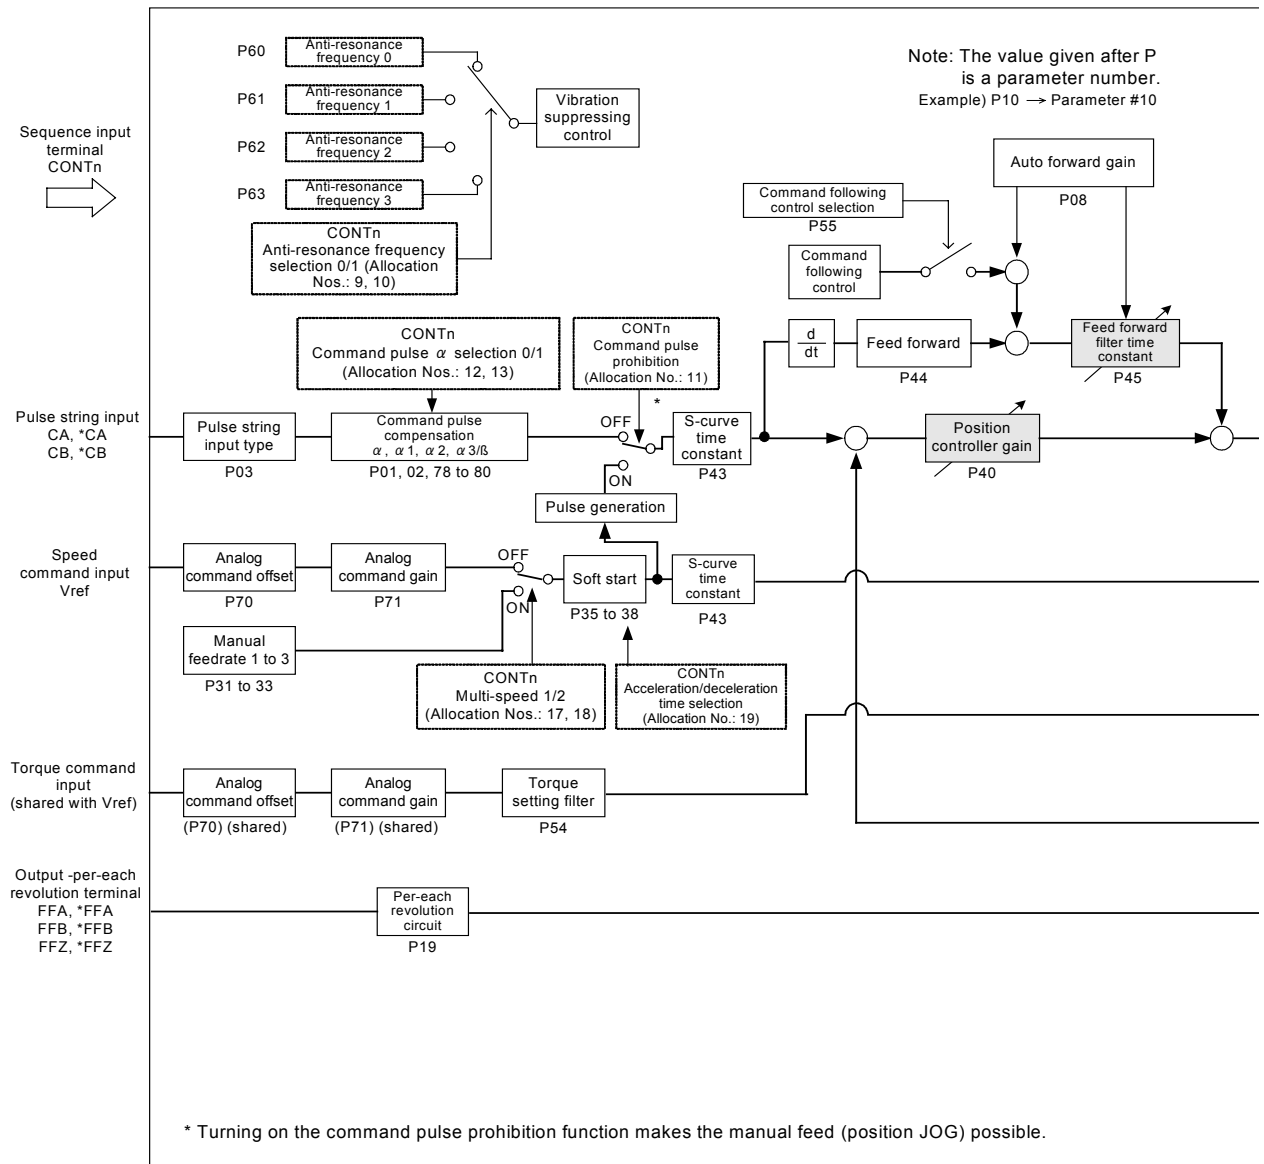 P60
Anti-resonance
frequency 0
P61
Anti-resonance
frequency 1
P62
Anti-resonance
frequency 2
P63
Anti-resonance
frequency 3
Vibration
suppressing
control
CONTn
Anti-resonance frequency
selection 0/1 (Allocation
Nos.: 9, 10)
Sequence input
terminal
CONTn
Note: The value given after P
is a parameter number.
Example) P10 → Parameter #10
Auto forward gain
P08
Command following
control selection
P55
Command
following
control
d
dt
Feed forward
P44
Feed forward
filter time
constant
P45
CONTn
Command pulse α selection 0/1
(Allocation Nos.: 12, 13)
CONTn
Command pulse
prohibition
(Allocation No.: 11)
*
Pulse string input
CA, *CA
CB, *CB
Pulse string
input type
P03
Command pulse
compensation
α, α1, α2, α3/ß
P01, 02, 78 to 80
OFF
ON
S-curve
time
constant
P43
Position
controller gain
P40
Pulse generation
Speed
command input
Vref
Analog
command offset
P70
Analog
command gain
P71
OFF
ON
Soft start
P35 to 38
S-curve
time
constant
P43
Manual
feedrate 1 to 3
P31 to 33
CONTn
Multi-speed 1/2
(Allocation Nos.: 17, 18)
CONTn
Acceleration/deceleration
time selection
(Allocation No.: 19)
Torque command
input
(shared with Vref)
Analog
command offset
(P70) (shared)
Analog
command gain
(P71) (shared)
Torque
setting filter
P54
Output -per-each
revolution terminal
FFA, *FFA
FFB, *FFB
FFZ, *FFZ
Per-each
revolution
circuit
P19
* Turning on the command pulse prohibition function makes the manual feed (position JOG) possible.